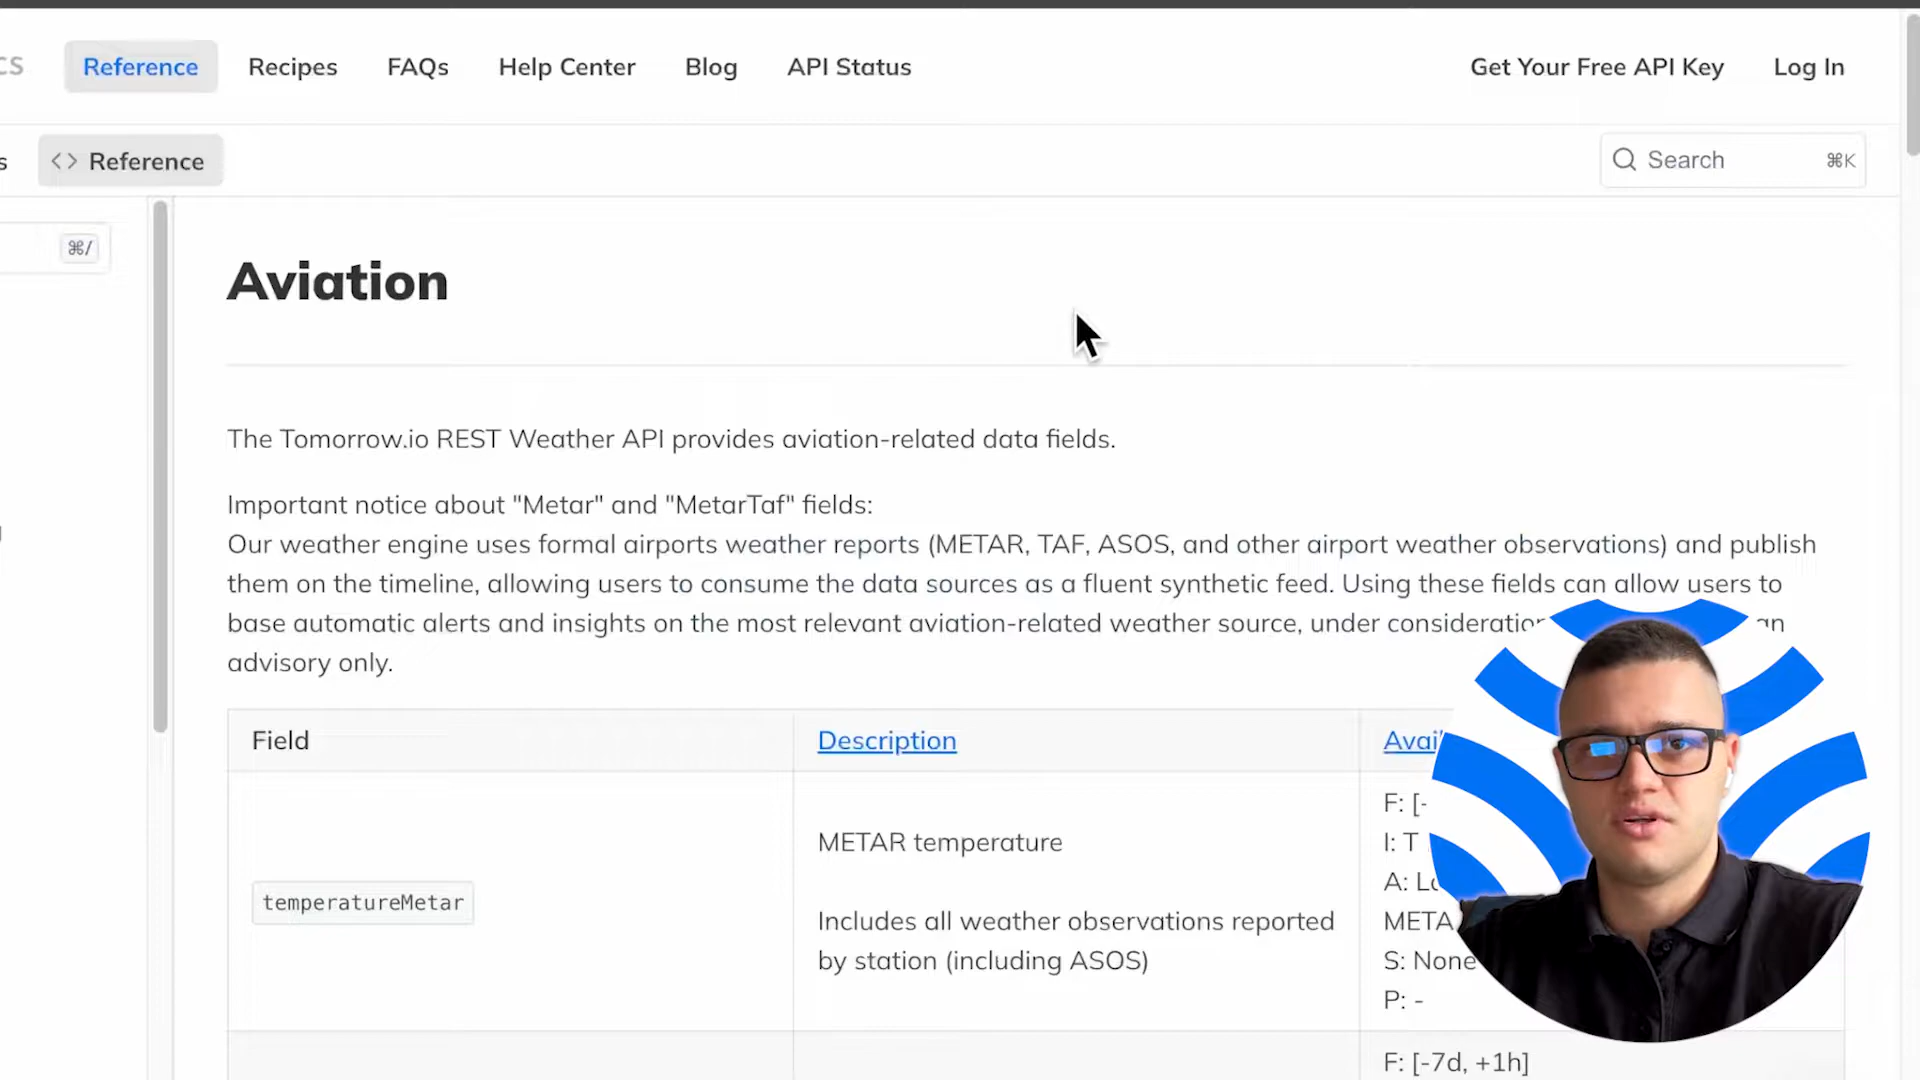 CS Reference Recipes FAQs Help Center Blog API Status Get Your Free API Key Log In
s <> Reference Search ⌘K
⌘/
Aviation
The Tomorrow.io REST Weather API provides aviation-related data fields.
Important notice about "Metar" and "MetarTaf" fields:
Our weather engine uses formal airports weather reports (METAR, TAF, ASOS, and other airport weather observations) and publish
them on the timeline, allowing users to consume the data sources as a fluent synthetic feed. Using these fields can allow users to
base automatic alerts and insights on the most relevant aviation-related weather source, under consideration an
advisory only.
Field Description Avail
F: [-
METAR temperature I: T
A: Lo
temperatureMetar Includes all weather observations reported META
by station (including ASOS) S: None
P: -
F: [-7d, +1h]